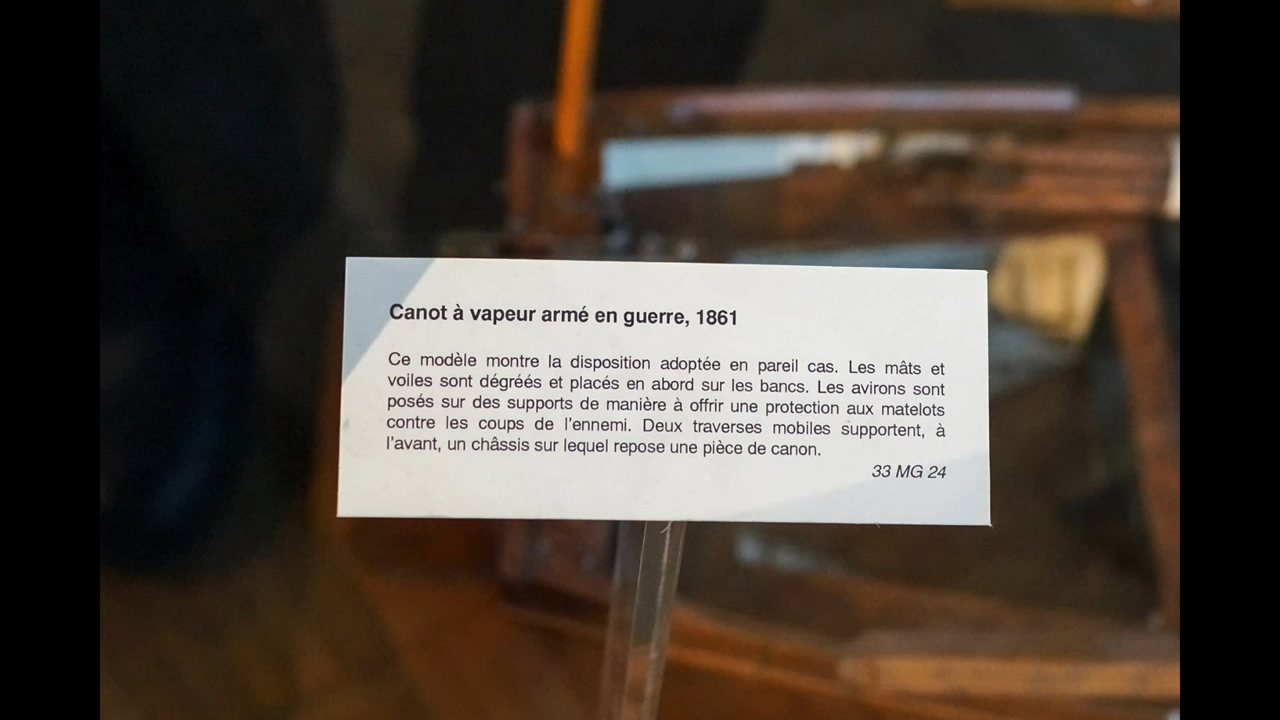 Canot à vapeur armé en guerre, 1861
Ce modèle montre la disposition adoptée en pareil cas. Les mâts et
voiles sont dégréés et placés en abord sur les bancs. Les avirons sont
posés sur des supports de manière à offrir une protection aux matelots
contre les coups de l'ennemi. Deux traverses mobiles supportent, à
l'avant, un châssis sur lequel repose une pièce de canon.
33 MG 24